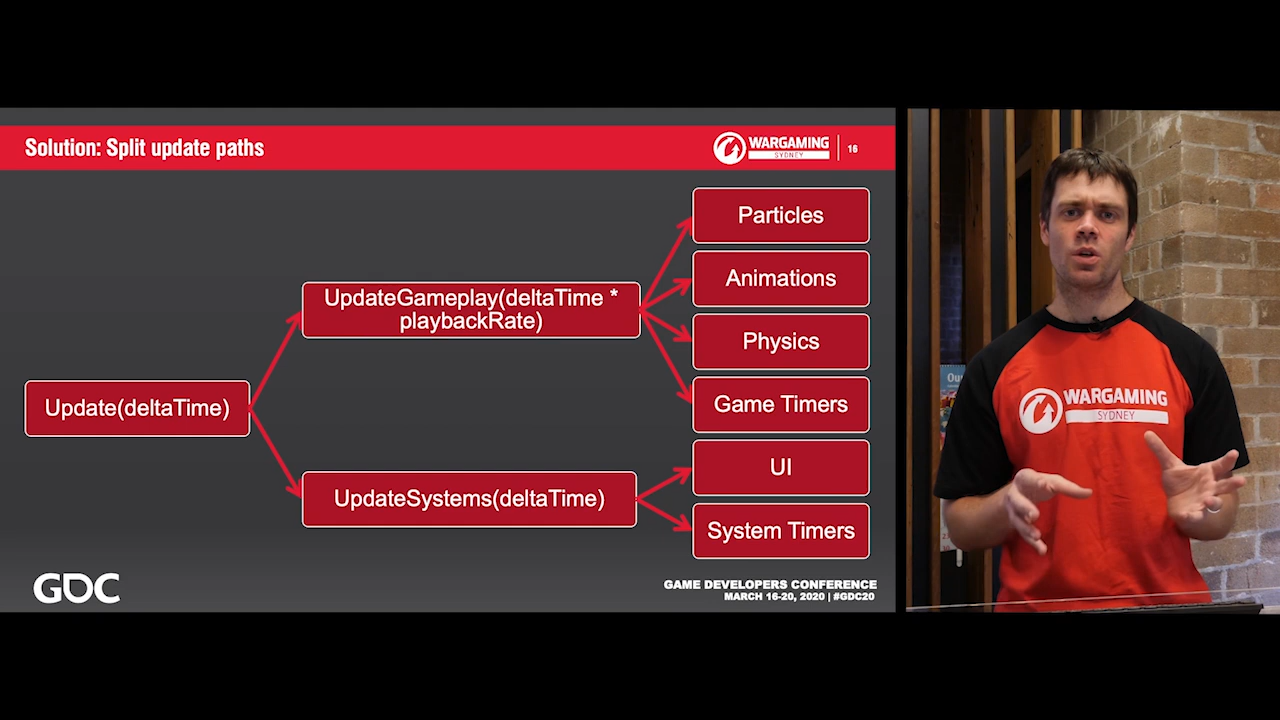 Solution: Split update paths
WARGAMING
SYDNEY
16
Particles
Animations
UpdateGameplay(deltaTime *
playbackRate)
Physics
Update(deltaTime)
Game Timers
UI
UpdateSystems(deltaTime)
System Timers
GDC
GAME DEVELOPERS CONFERENCE
MARCH 16-20, 2020 | #GDC20
WARGAMING
SYDNEY